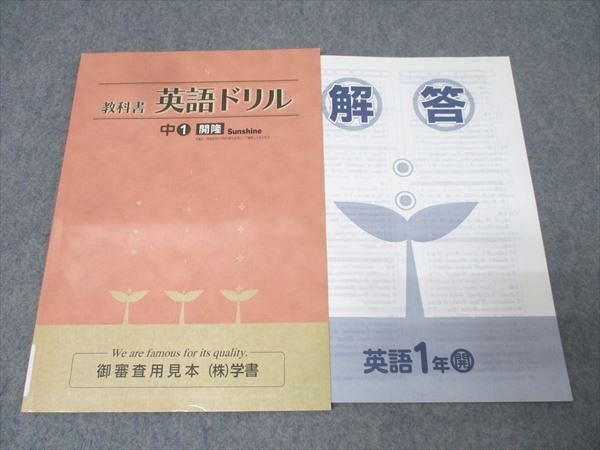 教科書 英語ドリル
中1 開隆 Sunshine
We are famous for its quality.
御審査用見本 (株)学書
解答
英語1年開